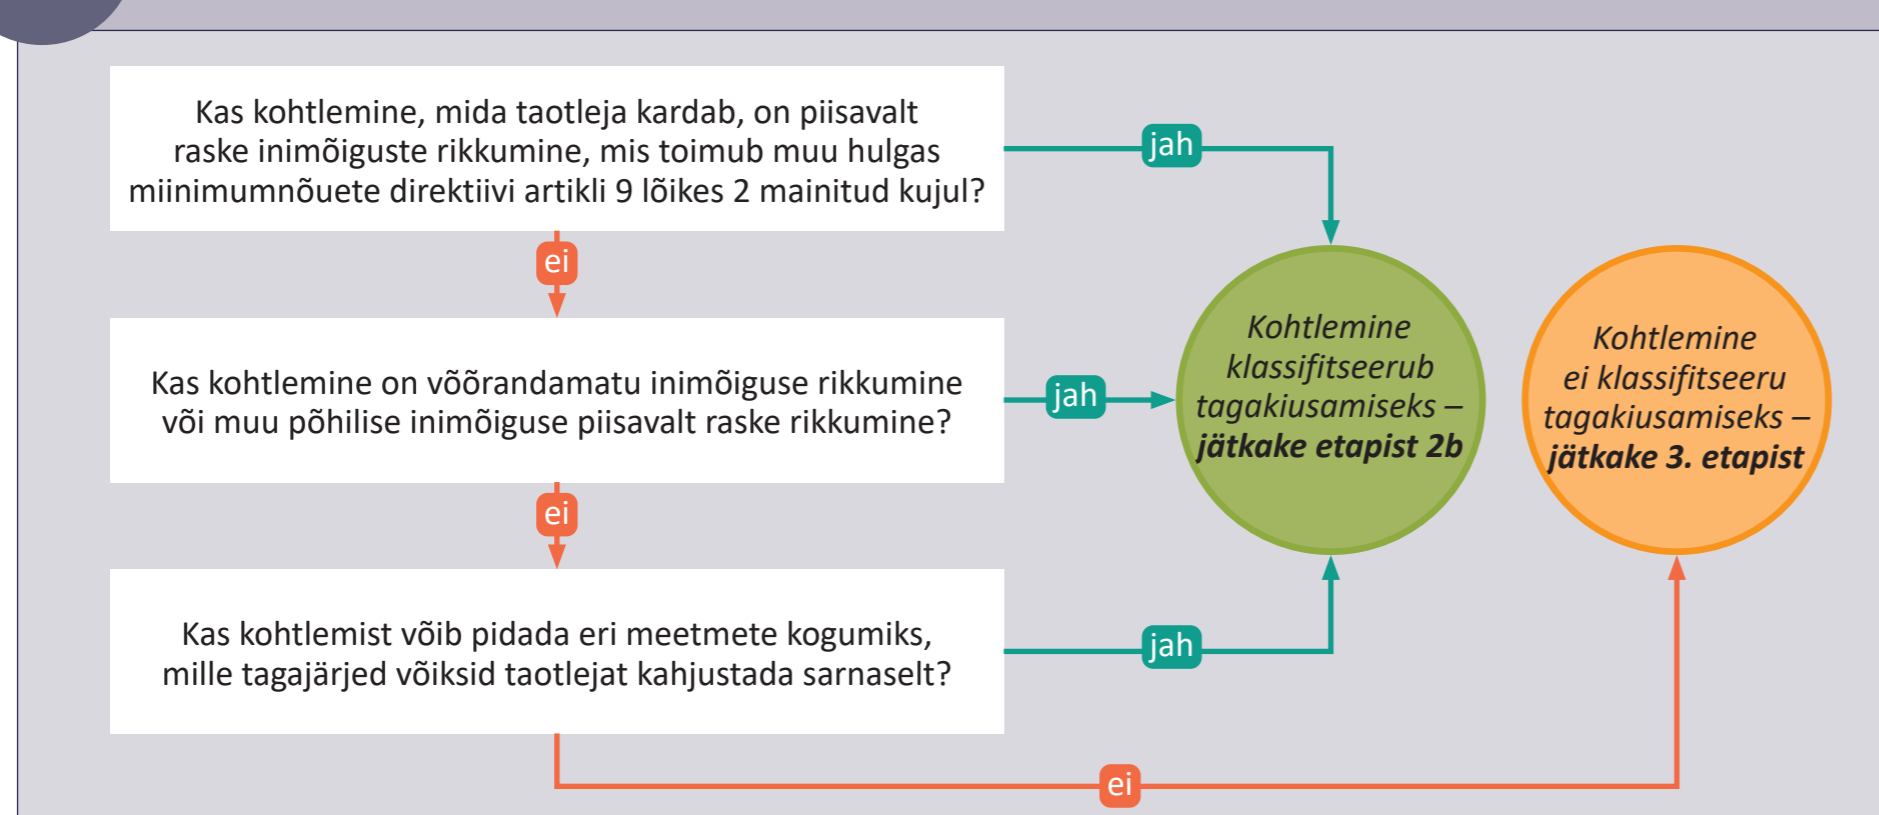 Kas kohtlemine, mida taotleja kardab, on piisavalt
raske inimõiguste rikkumine, mis toimub muu hulgas
miinimumnõuete direktiivi artikli 9 lõikes 2 mainitud kujul?
jah
ei
Kas kohtlemine on võõrandamatu inimõiguse rikkumine
või muu põhilise inimõiguse piisavalt raske rikkumine?
jah
Kohtlemine
klassifitseerub
tagakiusamiseks –
jätkake etapist 2b
Kohtlemine
ei klassifitseeru
tagakiusamiseks –
jätkake 3. etapist
ei
Kas kohtlemist võib pidada eri meetmete kogumiks,
mille tagajärjed võiksid taotlejat kahjustada sarnaselt?
jah
ei